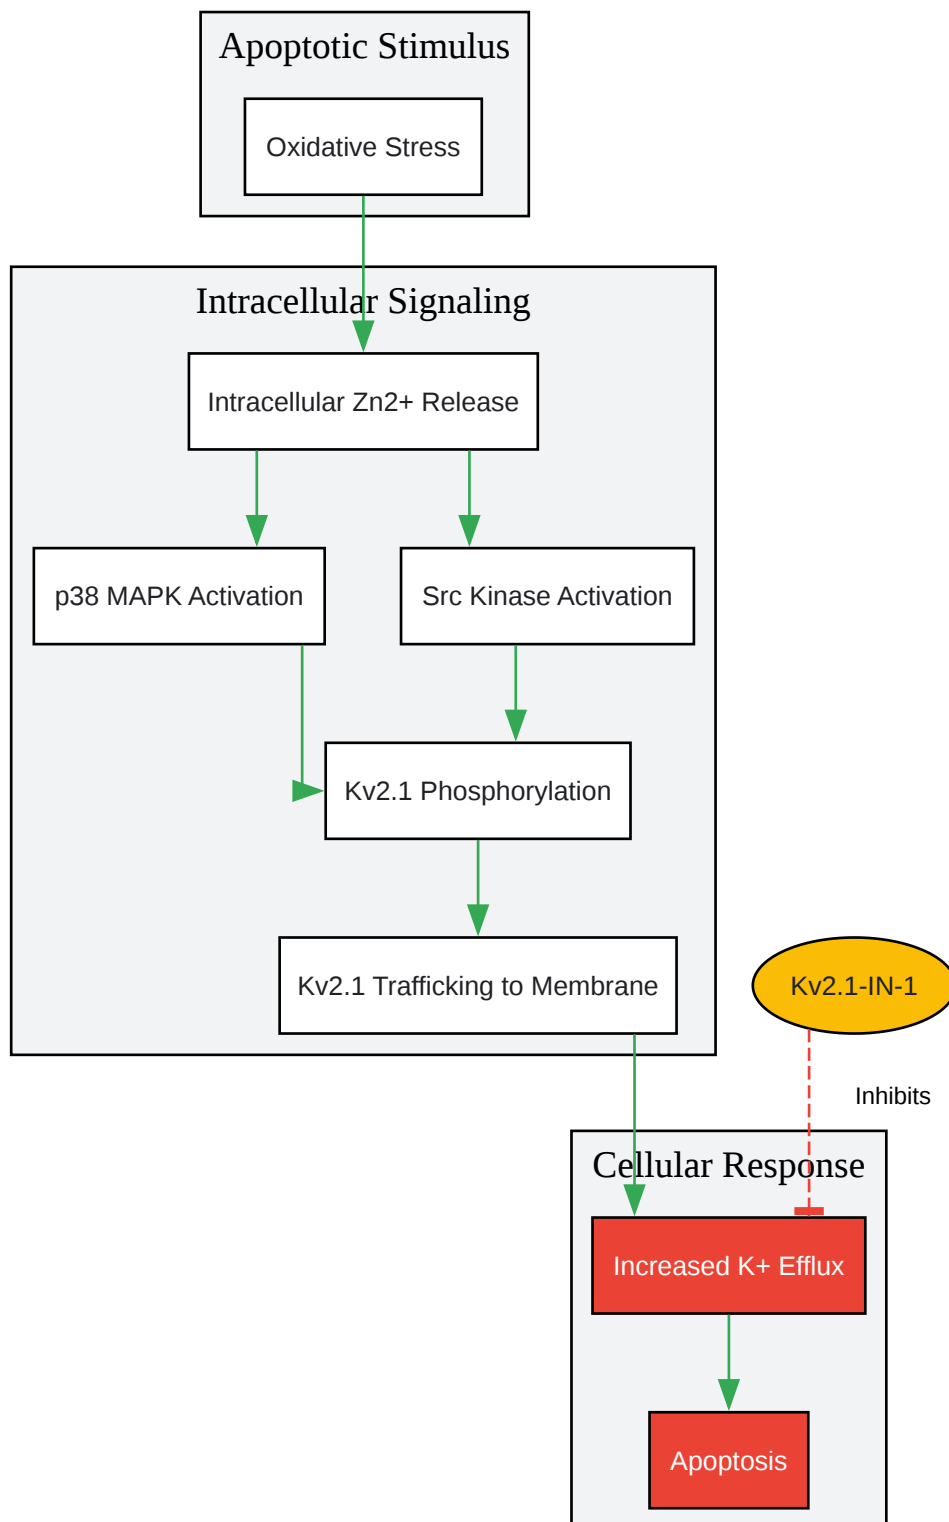 Apoptotic Stimulus
Oxidative Stress
Intracellular Signaling
Intracellular Zn2+ Release
p38 MAPK Activation
Src Kinase Activation
Kv2.1 Phosphorylation
Kv2.1 Trafficking to Membrane
Kv2.1-IN-1
Inhibits
Cellular Response
Increased K+ Efflux
Apoptosis